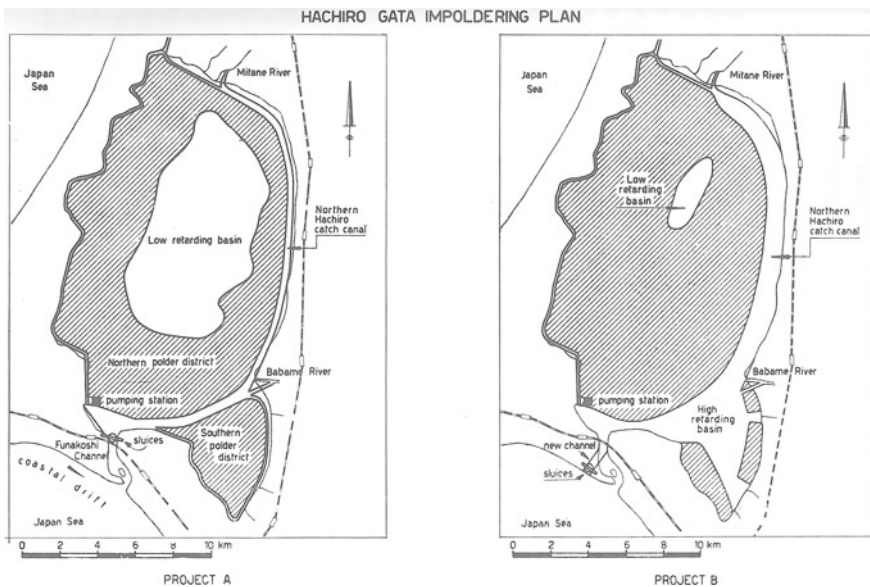 HACHIRO GATA IMPOLDERING PLAN
Japan
Sea
Mitane River
Low retarding basin
Northern
Hachiro
catch canal
Northern polder district
Babame River
pumping station
Funakoshi
Channel
sluices
Southern
polder
district
coastal drift
Japan Sea
0 2 4 6 8 10 km
PROJECT A
Japan
Sea
Mitane River
Low
retarding
basin
Northern
Hachiro
catch canal
Babame
River
pumping station
High
retarding
basin
new channel
sluices
Japan Sea
0 2 4 6 8 10 km
PROJECT B